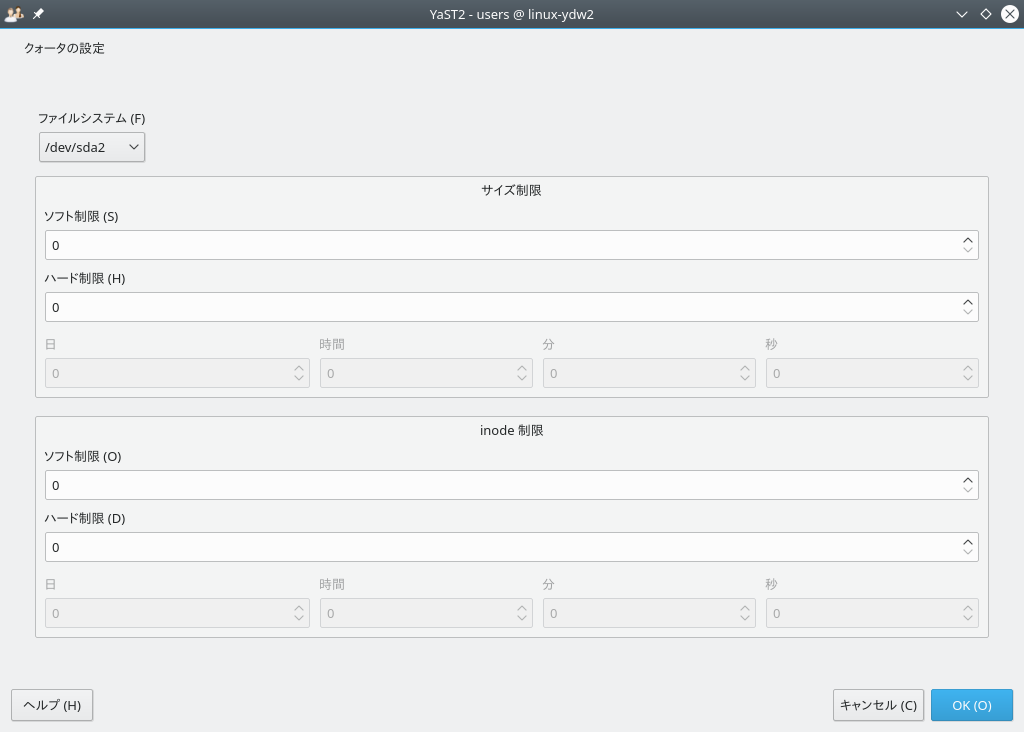 YaST2 - users @ linux-ydw2
クォータの設定
ファイルシステム (F)
/dev/sda2
サイズ制限
ソフト制限 (S)
0
ハード制限 (H)
0
日 時間 分 秒
0 0 0 0
inode 制限
ソフト制限 (O)
0
ハード制限 (D)
0
日 時間 分 秒
0 0 0 0
ヘルプ (H) キャンセル (C) OK (O)